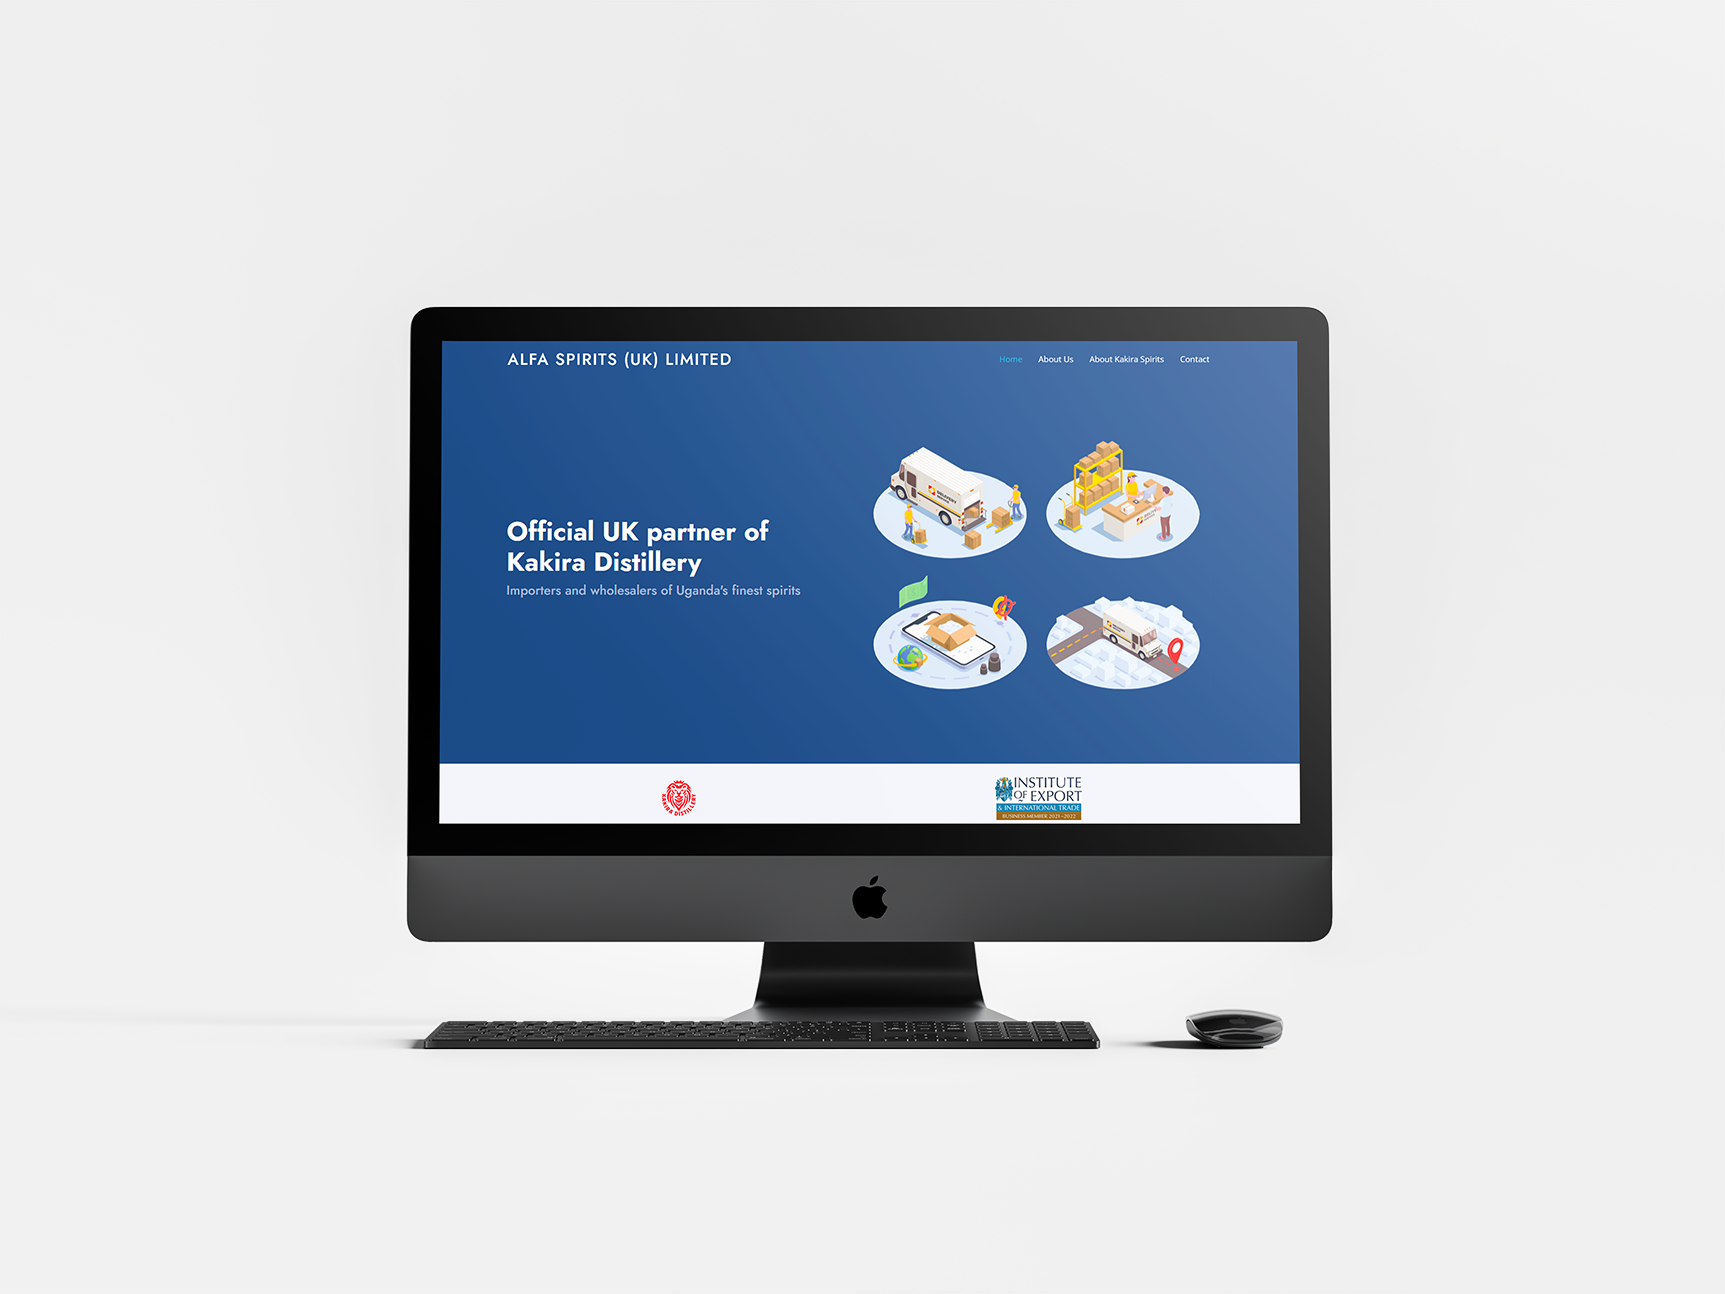 ALFA SPIRITS (UK) LIMITED
Home About Us About Kakira Spirits Contact
Official UK partner of
Kakira Distillery
Importers and wholesalers of Uganda's finest spirits
DELIVERY
KAKIRA DISTILLERY
INSTITUTE
OF EXPORT
& INTERNATIONAL TRADE
BUSINESS MEMBER 2021 - 2022